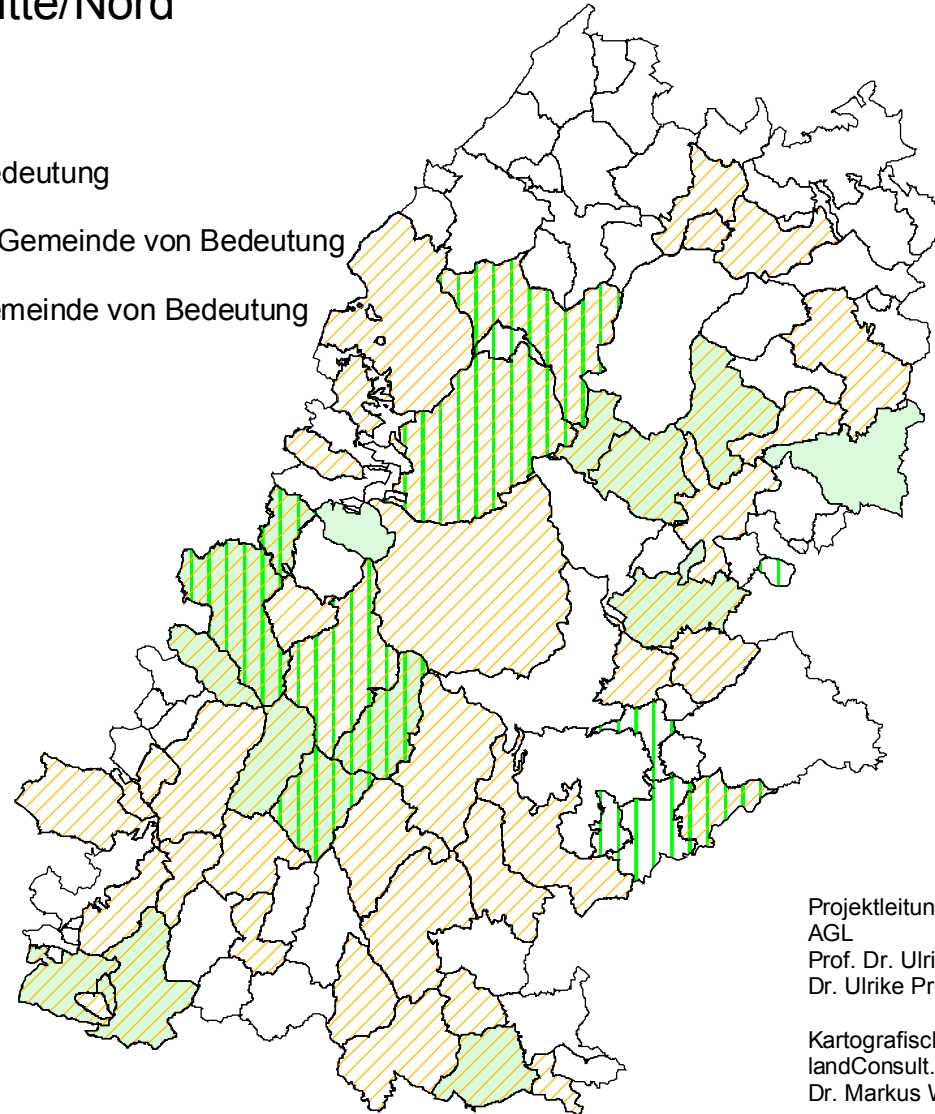 itte/Nord
edeutung
Gemeinde von Bedeutung
emeinde von Bedeutung
Projektleitun
AGL
Prof. Dr. Ulri
Dr. Ulrike Pr
Kartografisch
landConsult.
Dr. Markus W